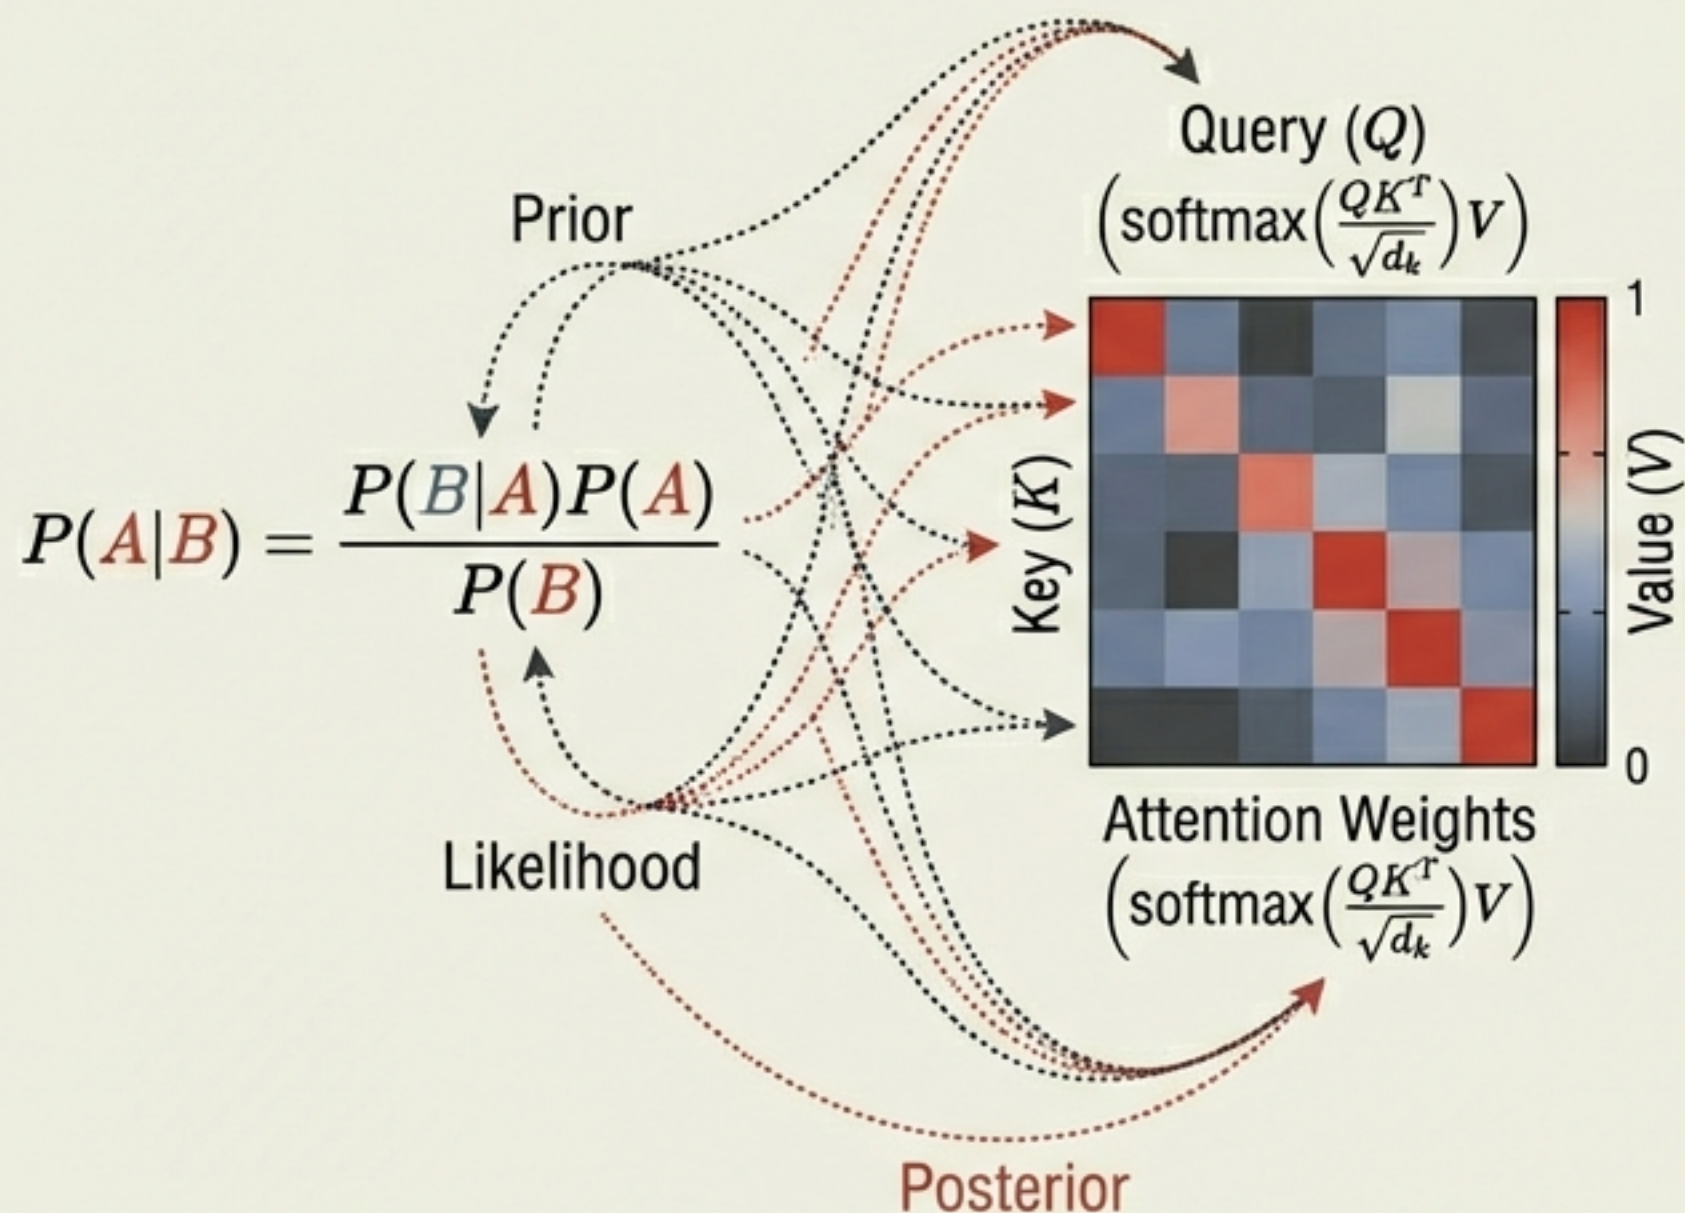 Query (Q)
(softmax(QK^T/√d_k)V)
Prior
1
P(A|B) = P(B|A)P(A)/P(B)
Key (K)
Value (V)
0
Attention Weights
(softmax(QK^T/√d_k)V)
Likelihood
Posterior